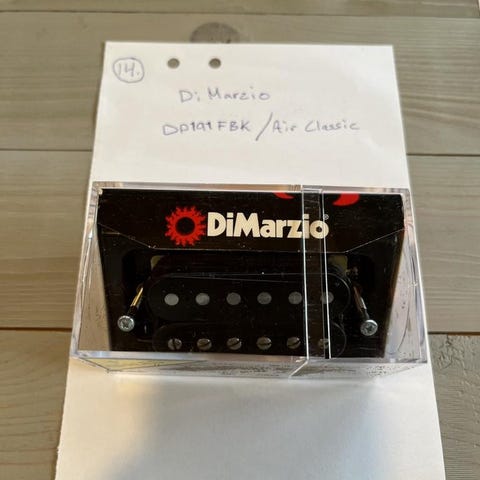 14.
Di Marzio
DP191FBK / Air Classic
DiMarzio®